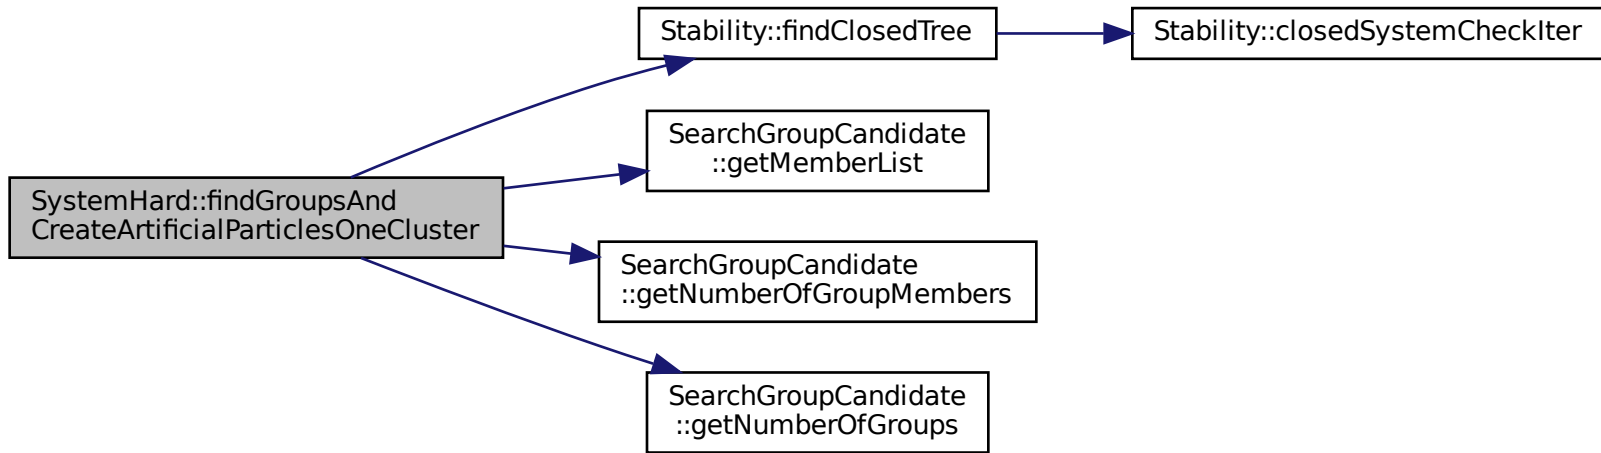 Stability::findClosedTree
Stability::closedSystemCheckIter
SearchGroupCandidate
::getMemberList
SystemHard::findGroupsAnd
CreateArtificialParticlesOneCluster
SearchGroupCandidate
::getNumberOfGroupMembers
SearchGroupCandidate
::getNumberOfGroups